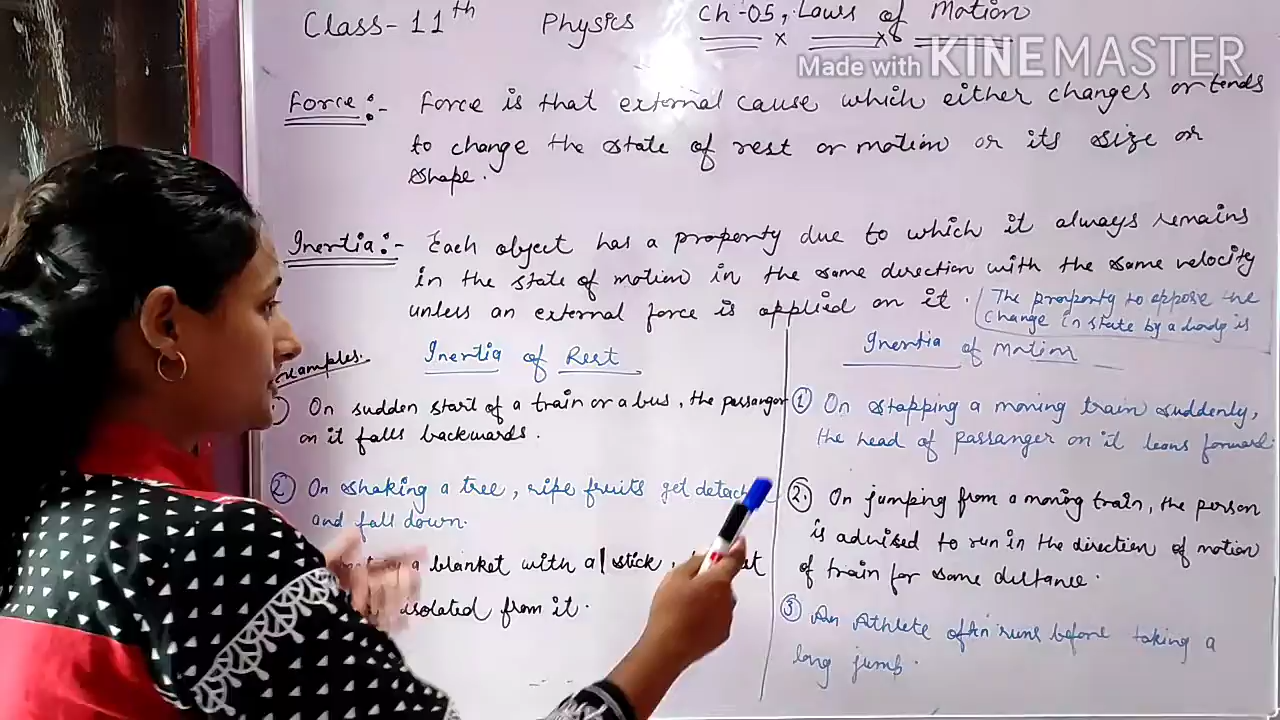 Class- 11th Physics Ch-05, Laws of Motion
Made with KINEMASTER
Force:- Force is that external cause which either changes or tends
to change the state of rest or motion or its size or
shape.
Inertia:- Each object has a property due to which it always remains
in the state of motion in the same direction with the same velocity
unless an external force is applied on it.
The property to oppose the
change in state by a body is
Examples.
Inertia of Rest
On sudden start of a train or a bus, the passanger
on it falls backwards.
② On shaking a tree, ripe fruits get
and fall down.
a blanket with a stick,
isolated from it.
Inertia of Motion
① On stopping a moving train suddenly,
the head of passanger on it leans forward.
②. On jumping from a moving train, the person
is advised to run in the direction of motion
of train for some distance.
③ An Athlete often runs before taking a
long jump.